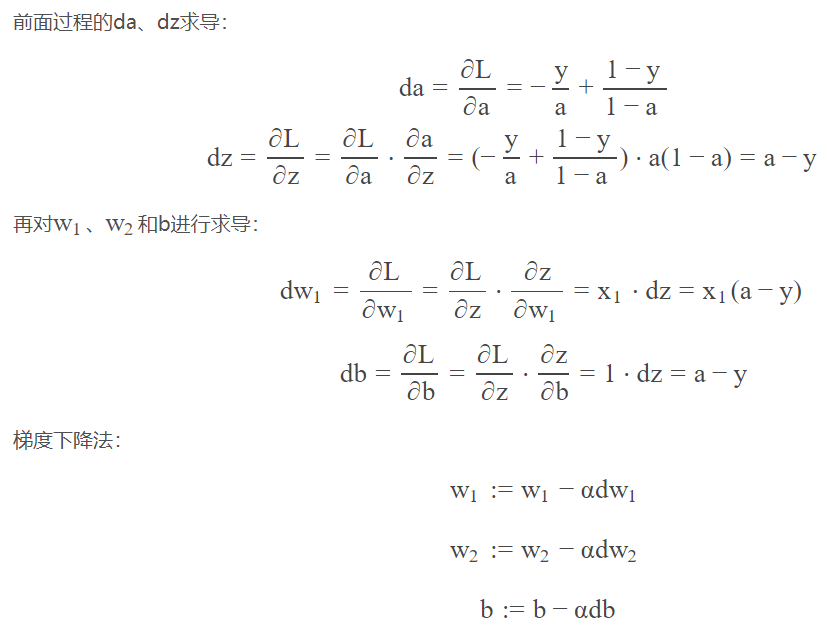 前面过程的da、dz求导：
da = ∂L/∂a = − y/a + (1 − y)/(1 − a)
dz = ∂L/∂z = ∂L/∂a · ∂a/∂z = (− y/a + (1 − y)/(1 − a)) · a(1 − a) = a − y
再对w₁ 、w₂ 和b进行求导：
dw₁ = ∂L/∂w₁ = ∂L/∂z · ∂z/∂w₁ = x₁ · dz = x₁(a − y)
db = ∂L/∂b = ∂L/∂z · ∂z/∂b = 1 · dz = a − y
梯度下降法：
w₁ := w₁ − αdw₁
w₂ := w₂ − αdw₂
b := b − αdb